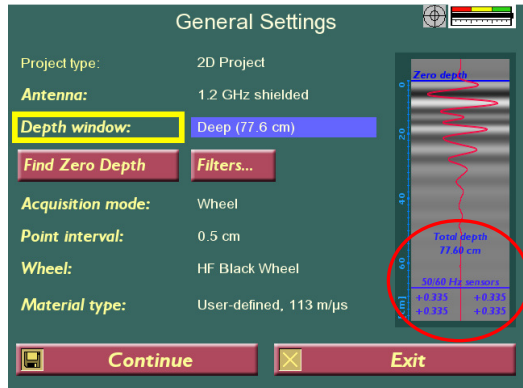 General Settings
Project type: 2D Project
Antenna: 1.2 GHz shielded
Depth window: Deep (77.6 cm)
Find Zero Depth Filters...
Acquisition mode: Wheel
Point interval: 0.5 cm
Wheel: HF Black Wheel
Material type: User-defined, 113 m/µs
Continue Exit
Zero depth
0
20
40
60
[cm]
Total depth
77.60 cm
50/60 Hz sensors
+0.335 +0.335
+0.335 +0.335